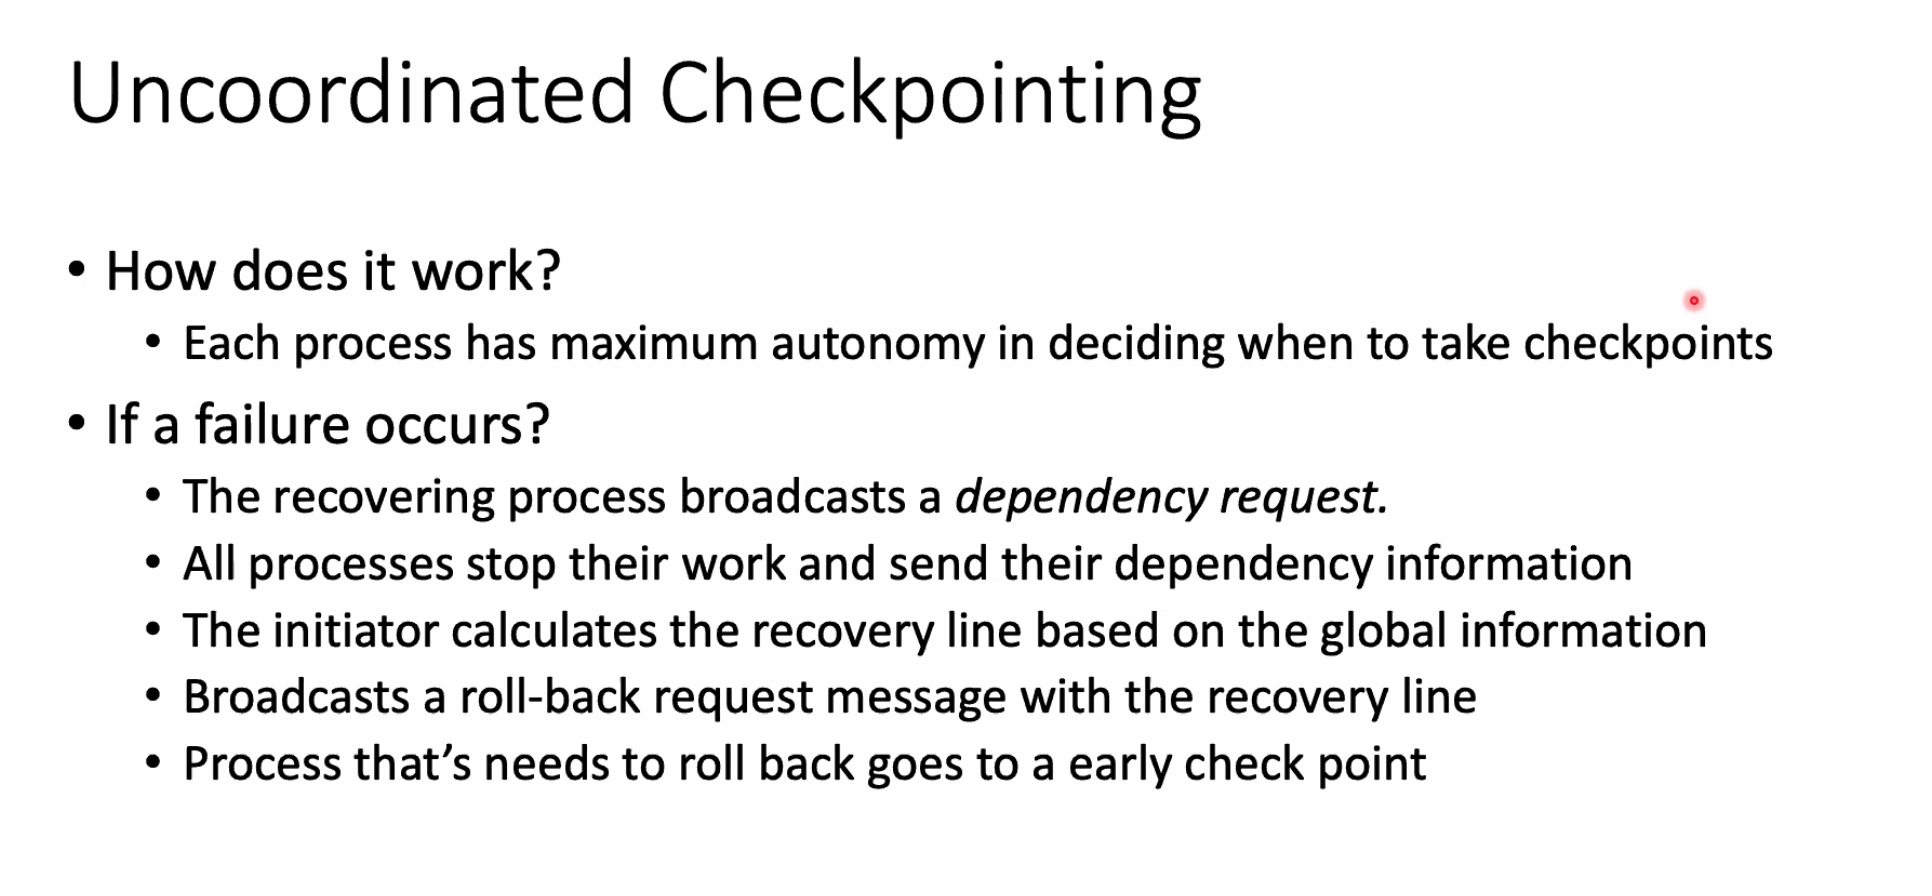 Uncoordinated Checkpointing
• How does it work?
• Each process has maximum autonomy in deciding when to take checkpoints
• If a failure occurs?
• The recovering process broadcasts a dependency request.
• All processes stop their work and send their dependency information
• The initiator calculates the recovery line based on the global information
• Broadcasts a roll-back request message with the recovery line
• Process that’s needs to roll back goes to a early check point